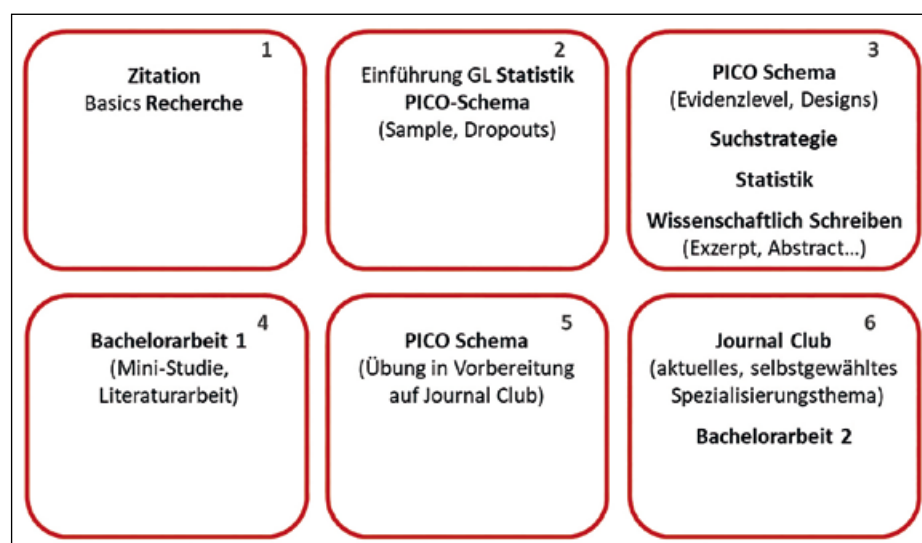 1
Zitation
Basics Recherche
2
Einführung GL Statistik
PICO-Schema
(Sample, Dropouts)
3
PICO Schema
(Evidenzlevel, Designs)
Suchstrategie
Statistik
Wissenschaftlich Schreiben
(Exzerpt, Abstract...)
4
Bachelorarbeit 1
(Mini-Studie,
Literaturarbeit)
5
PICO Schema
(Übung in Vorbereitung
auf Journal Club)
6
Journal Club
(aktuelles, selbstgewähltes
Spezialisierungsthema)
Bachelorarbeit 2